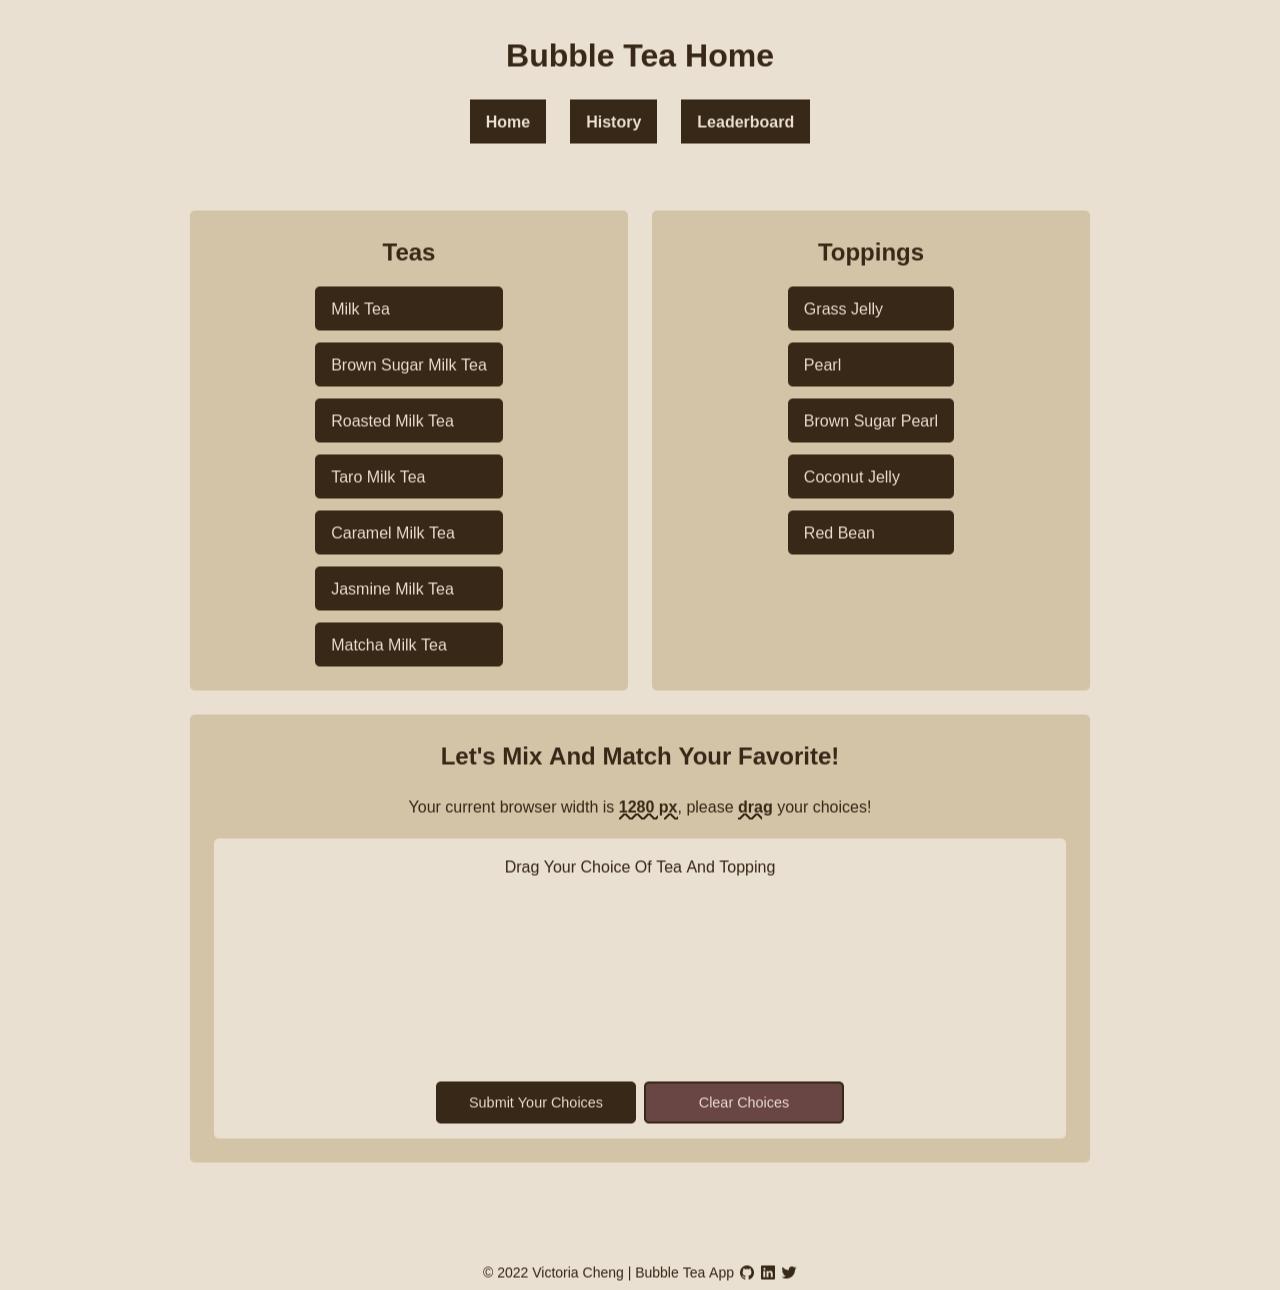 Bubble Tea Home
Home History Leaderboard
Teas
Milk Tea
Brown Sugar Milk Tea
Roasted Milk Tea
Taro Milk Tea
Caramel Milk Tea
Jasmine Milk Tea
Matcha Milk Tea
Toppings
Grass Jelly
Pearl
Brown Sugar Pearl
Coconut Jelly
Red Bean
Let's Mix And Match Your Favorite!
Your current browser width is 1280 px, please drag your choices!
Drag Your Choice Of Tea And Topping
Submit Your Choices Clear Choices
© 2022 Victoria Cheng | Bubble Tea App